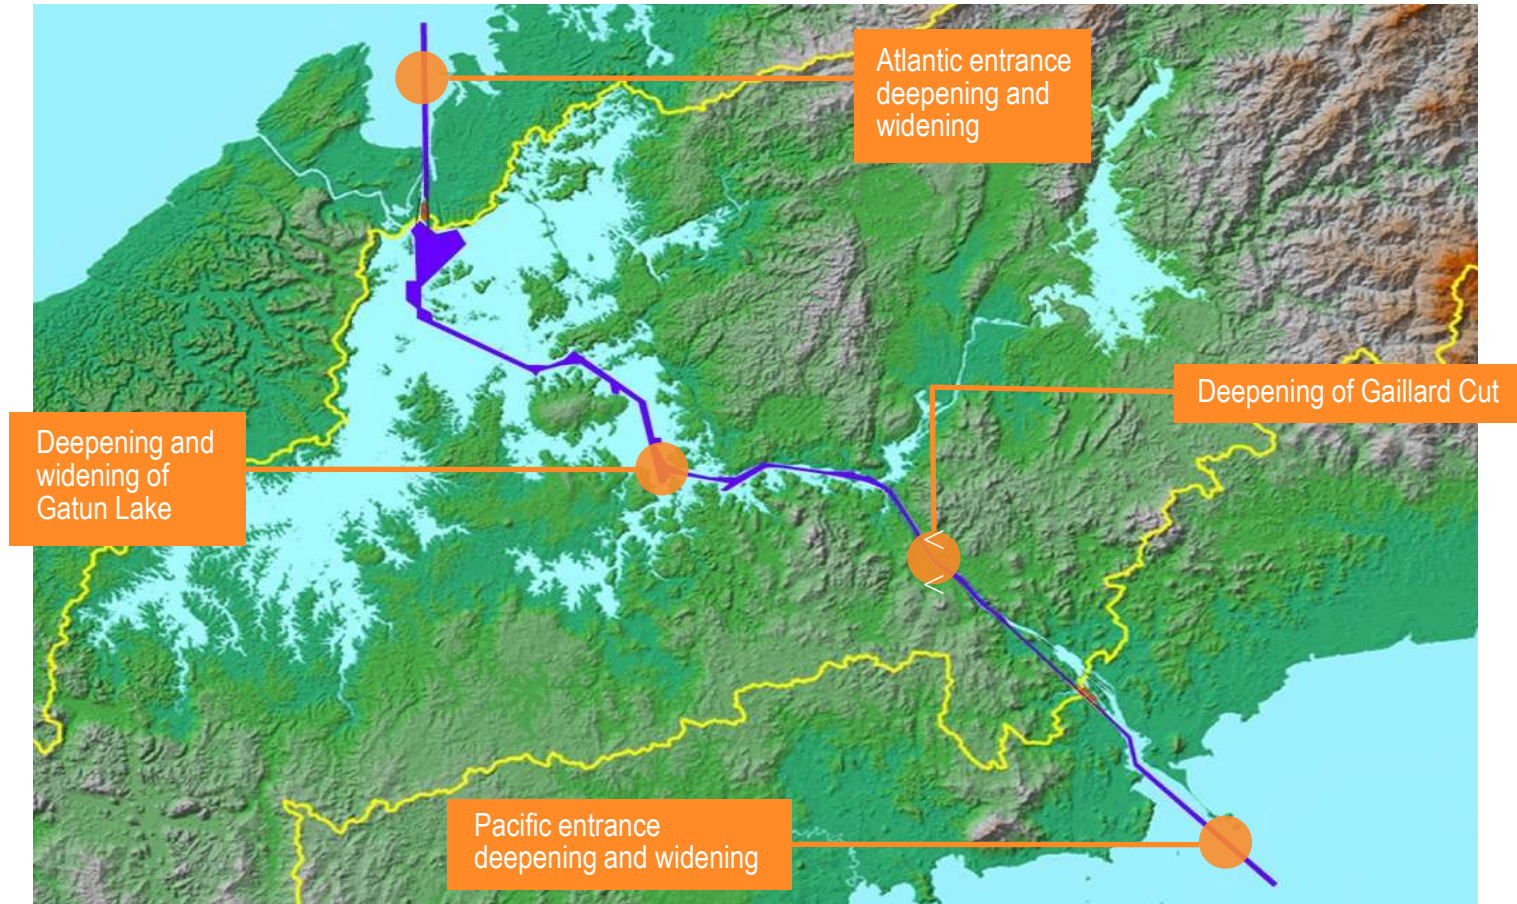 Atlantic entrance
deepening and
widening
Deepening of Gaillard Cut
Deepening and
widening of
Gatun Lake
Pacific entrance
deepening and widening